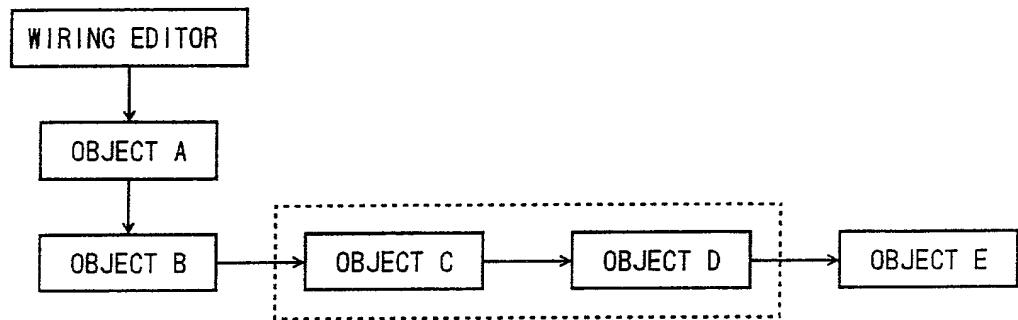 WIRING EDITOR
OBJECT A
OBJECT B
OBJECT C
OBJECT D
OBJECT E